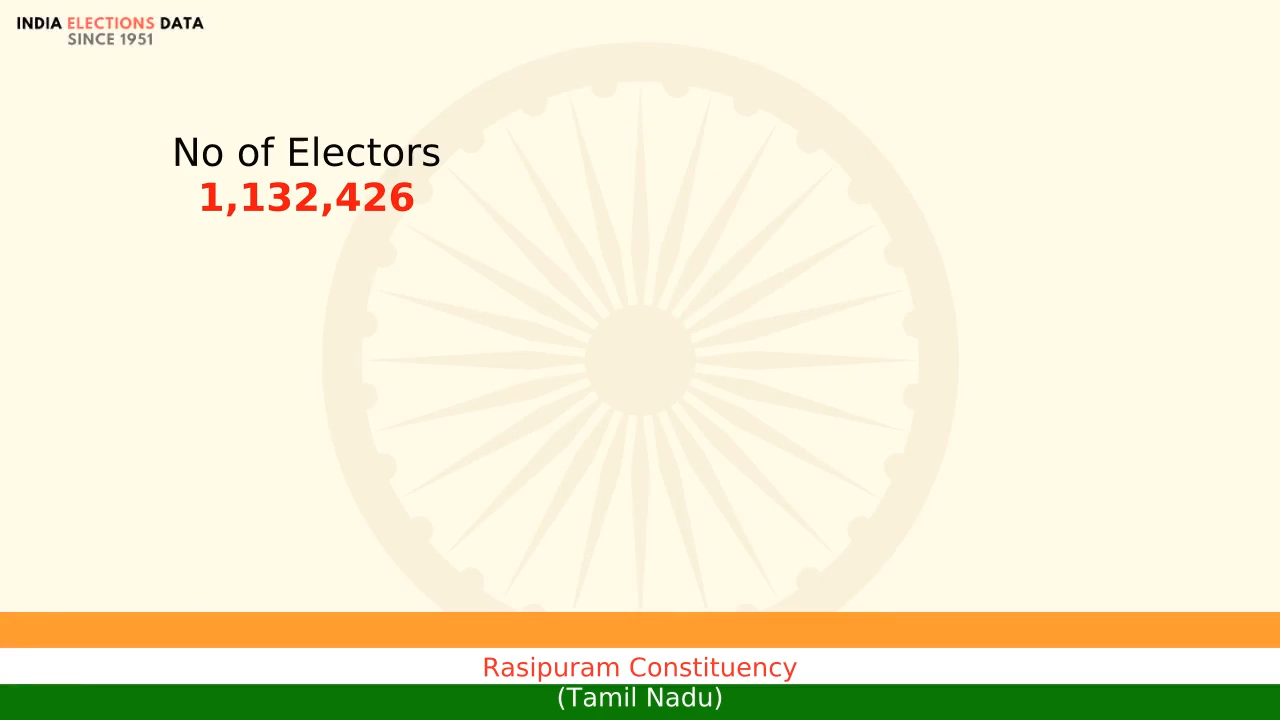 INDIA ELECTIONS DATA
SINCE 1951
No of Electors
1,132,426
Rasipuram Constituency
(Tamil Nadu)